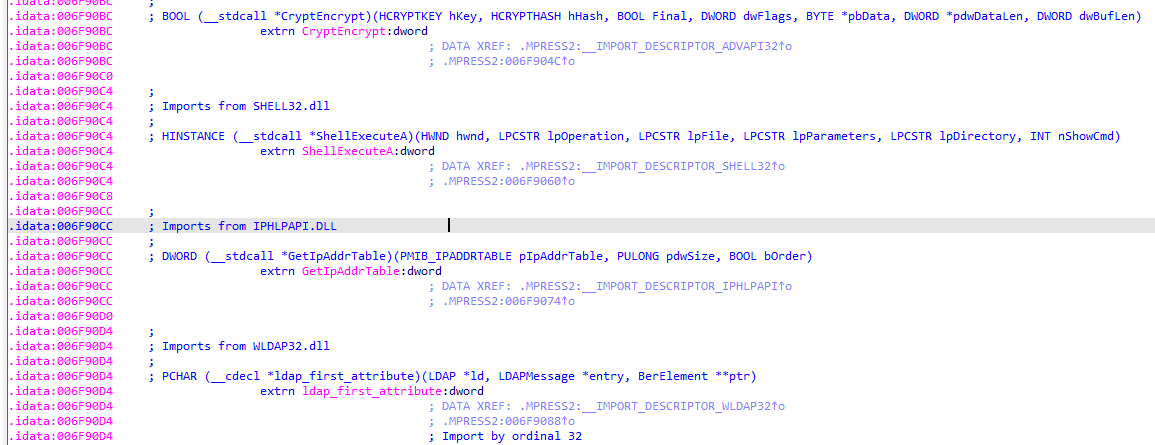 .idata:006F90BC ;
.idata:006F90BC ; BOOL (__stdcall *CryptEncrypt)(HCRYPTKEY hKey, HCRYPTHASH hHash, BOOL Final, DWORD dwFlags, BYTE *pbData, DWORD *pdwDataLen, DWORD dwBufLen)
.idata:006F90BC extrn CryptEncrypt:dword
.idata:006F90BC ; DATA XREF: .MPRESS2:__IMPORT_DESCRIPTOR_ADVAPI32↑o
.idata:006F90BC ; .MPRESS2:006F904C↑o
.idata:006F90C0
.idata:006F90C4 ;
.idata:006F90C4 ; Imports from SHELL32.dll
.idata:006F90C4 ;
.idata:006F90C4 ; HINSTANCE (__stdcall *ShellExecuteA)(HWND hwnd, LPCSTR lpOperation, LPCSTR lpFile, LPCSTR lpParameters, LPCSTR lpDirectory, INT nShowCmd)
.idata:006F90C4 extrn ShellExecuteA:dword
.idata:006F90C4 ; DATA XREF: .MPRESS2:__IMPORT_DESCRIPTOR_SHELL32↑o
.idata:006F90C4 ; .MPRESS2:006F9060↑o
.idata:006F90C8
.idata:006F90CC ;
.idata:006F90CC ; Imports from IPHLPAPI.DLL
.idata:006F90CC ;
.idata:006F90CC ; DWORD (__stdcall *GetIpAddrTable)(PMIB_IPADDRTABLE pIpAddrTable, PULONG pdwSize, BOOL bOrder)
.idata:006F90CC extrn GetIpAddrTable:dword
.idata:006F90CC ; DATA XREF: .MPRESS2:__IMPORT_DESCRIPTOR_IPHLPAPI↑o
.idata:006F90CC ; .MPRESS2:006F9074↑o
.idata:006F90D0
.idata:006F90D4 ;
.idata:006F90D4 ; Imports from WLDAP32.dll
.idata:006F90D4 ;
.idata:006F90D4 ; PCHAR (__cdecl *ldap_first_attribute)(LDAP *ld, LDAPMessage *entry, BerElement **ptr)
.idata:006F90D4 extrn ldap_first_attribute:dword
.idata:006F90D4 ; DATA XREF: .MPRESS2:__IMPORT_DESCRIPTOR_WLDAP32↑o
.idata:006F90D4 ; .MPRESS2:006F9088↑o
.idata:006F90D4 ; Import by ordinal 32